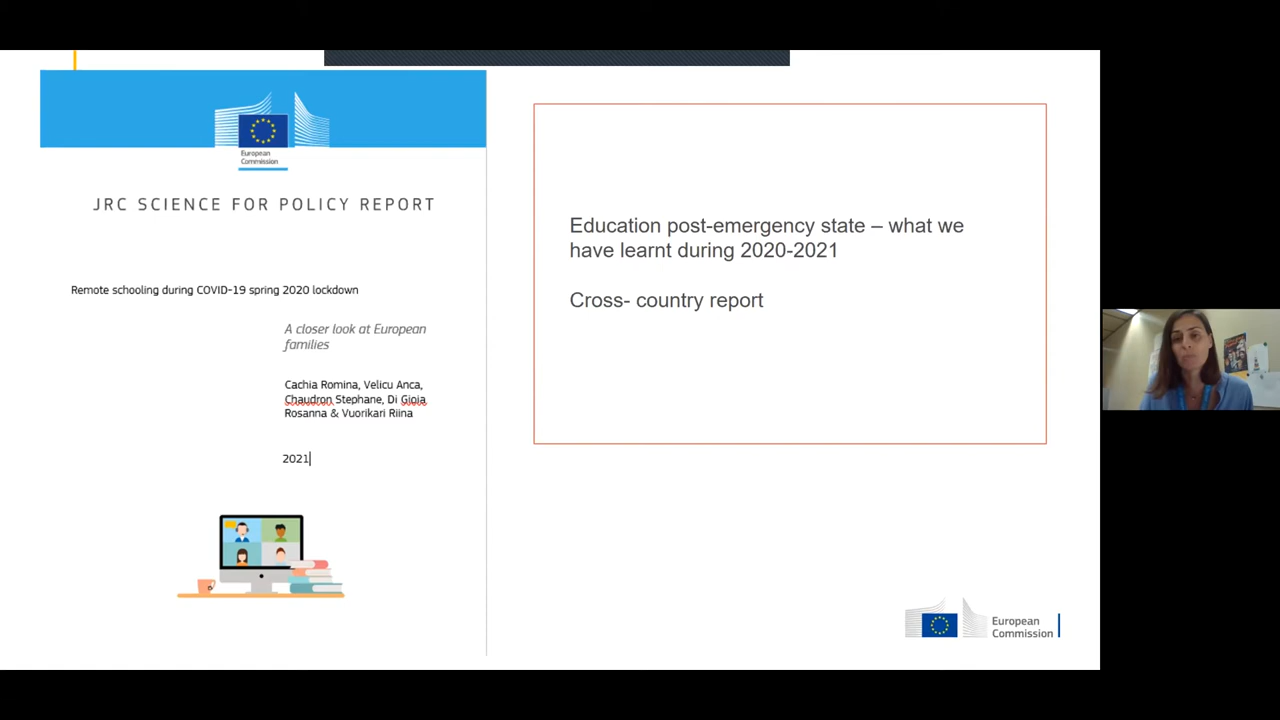 European
Commission
JRC SCIENCE FOR POLICY REPORT
Remote schooling during COVID-19 spring 2020 lockdown
A closer look at European
families
Cachia Romina, Velicu Anca,
Chaudron Stephane, Di Gioia
Rosanna & Vuorikari Riina
2021
Education post-emergency state – what we
have learnt during 2020-2021
Cross- country report
European
Commission